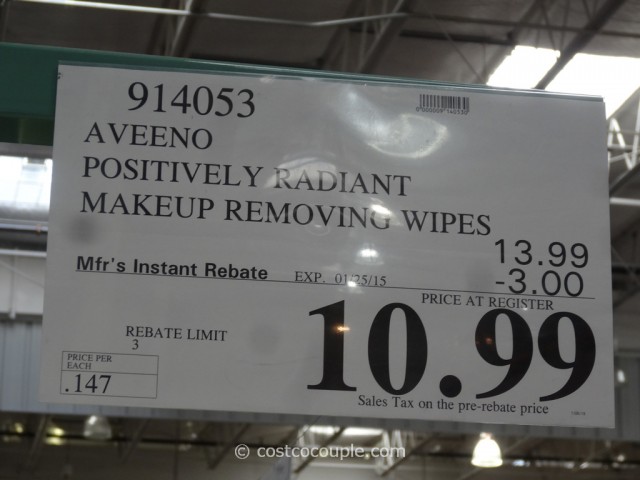 914053
AVEENO
POSITIVELY RADIANT
MAKEUP REMOVING WIPES
13.99
Mfr's Instant Rebate EXP. 01/25/15 -3.00
PRICE AT REGISTER
10.99
REBATE LIMIT
3
PRICE PER
EACH
.147
Sales Tax on the pre-rebate price
© costcocouple.com